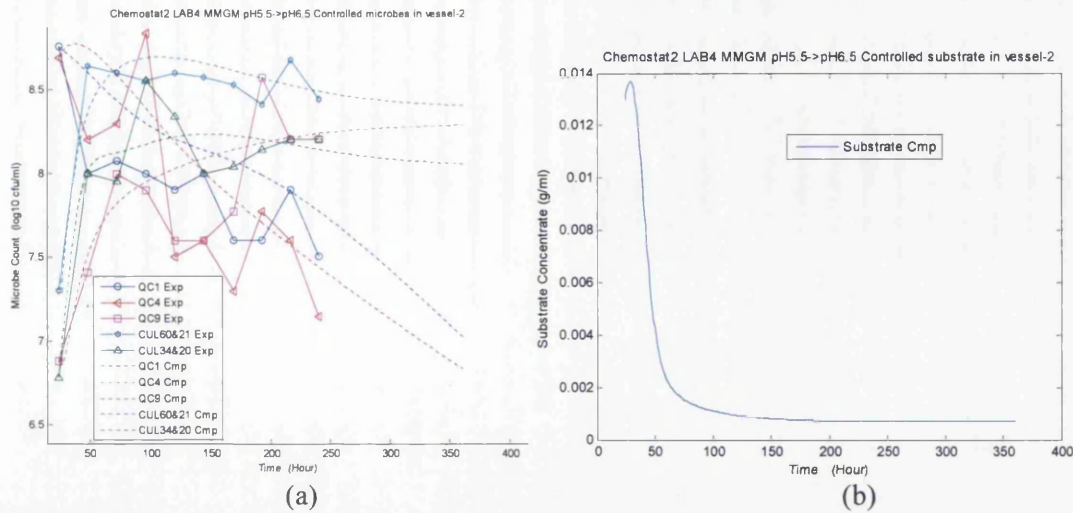 Chemostat2 LAB4 MMGM pH5.5->pH6.5 Controlled microbes in vessel-2
Microbe Count (log10 cfu/ml)
8.5
8
7.5
7
6.5
QC1 Exp
QC4 Exp
QC9 Exp
CUL60&21 Exp
CUL34&20 Exp
QC1 Cmp
QC4 Cmp
QC9 Cmp
CUL60&21 Cmp
CUL34&20 Cmp
50 100 150 200 250 300 350 400
Time (Hour)
(a)
Chemostat2 LAB4 MMGM pH5.5->pH6.5 Controlled substrate in vessel-2
Substrate Concentrate (g/ml)
0.014
0.012
0.01
0.008
0.006
0.004
0.002
0
Substrate Cmp
0 50 100 150 200 250 300 350 400
Time (Hour)
(b)